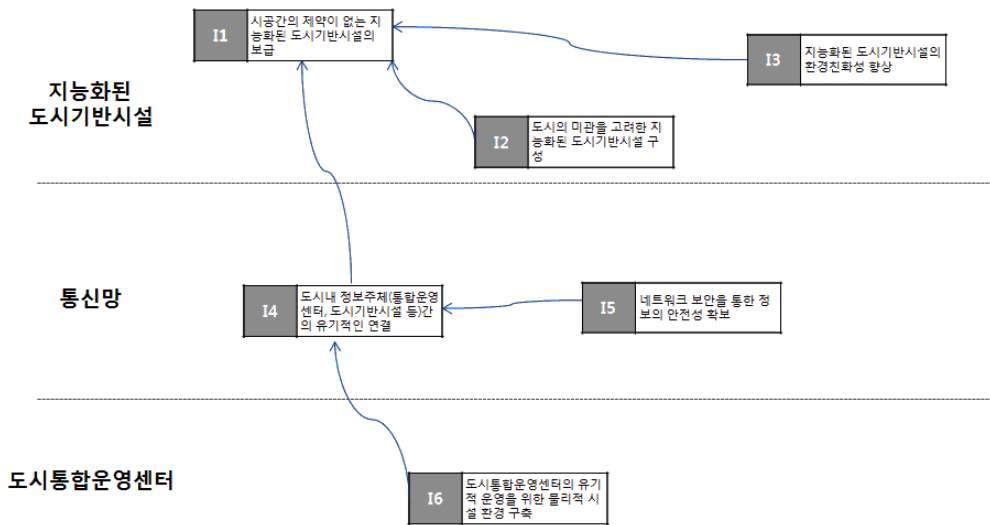 I1
시공간의 제약이 없는 지
능화된 도시기반시설의
보급
I3
지능화된 도시기반시설의
환경친화성 향상
지능화된
도시기반시설
I2
도시의 미관을 고려한 지
능화된 도시기반시설 구
성
통신망
I4
도시내 정보주체(통합운영
센터, 도시기반시설 등)간
의 유기적인 연결
I5
네트워크 보안을 통한 정
보의 안전성 확보
도시통합운영센터
I6
도시통합운영센터의 유기
적 운영을 위한 물리적 시
설 환경 구축